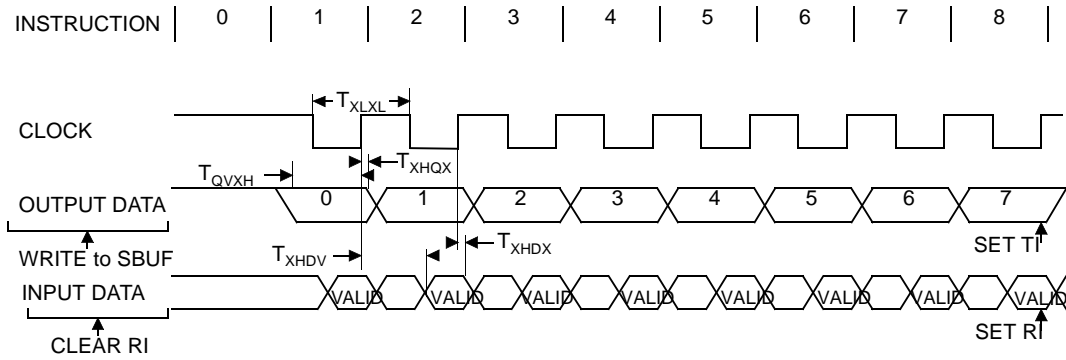 INSTRUCTION 0 1 2 3 4 5 6 7 8
TXLXL
CLOCK
TXHQX
TQVXH
OUTPUT DATA 0 1 2 3 4 5 6 7
WRITE to SBUF
TXHDV
TXHDX
SET TI
INPUT DATA VALID VALID VALID VALID VALID VALID VALID VALID
SET RI
CLEAR RI